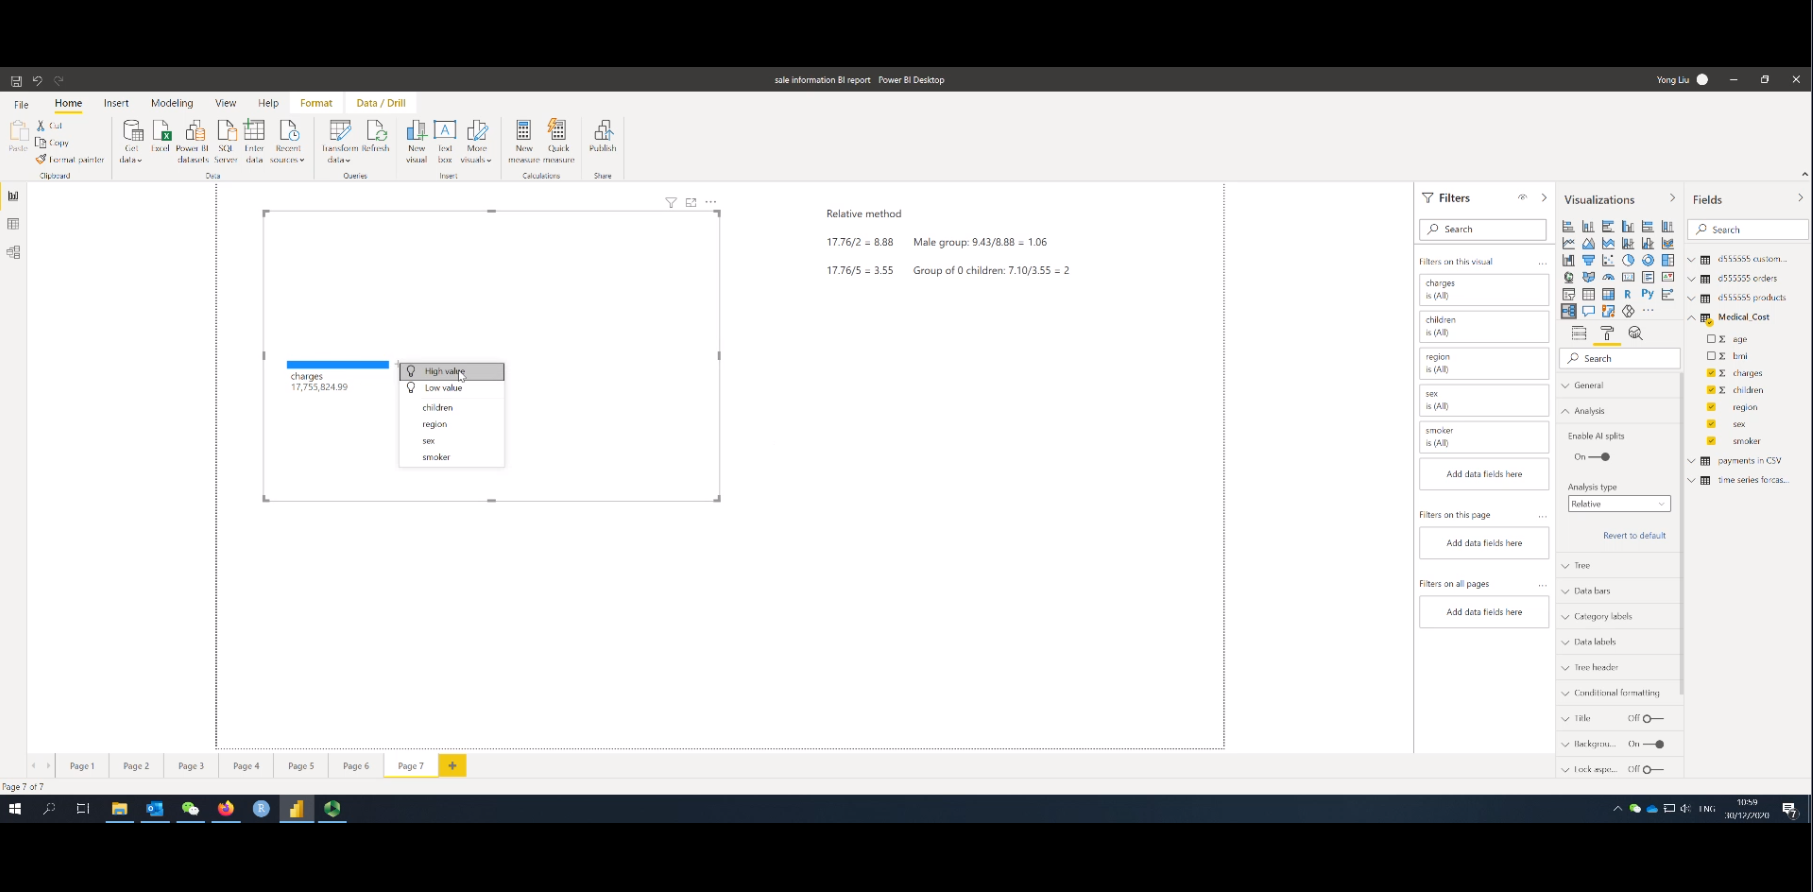 sale information BI report   Power BI Desktop
Yong Liu
File
Home
Insert
Modeling
View
Help
Format
Data / Drill
Paste
Cut
Copy
Format painter
Clipboard
Get data
Excel
Power BI datasets
SQL Server
Enter data
Recent sources
Data
Transform data
Refresh
Queries
New visual
Text box
More visuals
Insert
New measure
Quick measure
Calculations
Publish
Share
charges
17,755,824.99
High value
Low value
children
region
sex
smoker
Relative method
17.76/2 = 8.88   Male group: 9.43/8.88 = 1.06
17.76/5 = 3.55   Group of 0 children: 7.10/3.55 = 2
Filters
Search
Filters on this visual
charges
is (All)
children
is (All)
region
is (All)
sex
is (All)
smoker
is (All)
Add data fields here
Filters on this page
Add data fields here
Filters on all pages
Add data fields here
Visualizations
R
Py
Search
General
Analysis
Enable AI splits
On
Analysis type
Relative
Revert to default
Tree
Data bars
Category labels
Data labels
Tree header
Conditional formatting
Title   Off
Backgrou...   On
Lock aspe...   Off
Fields
Search
d555555 custom...
d555555 orders
d555555 products
Medical_Cost
age
bmi
charges
children
region
sex
smoker
payments in CSV
time series forcas...
Page 1
Page 2
Page 3
Page 4
Page 5
Page 6
Page 7
Page 7 of 7
ENG
10:59
30/12/2020
7